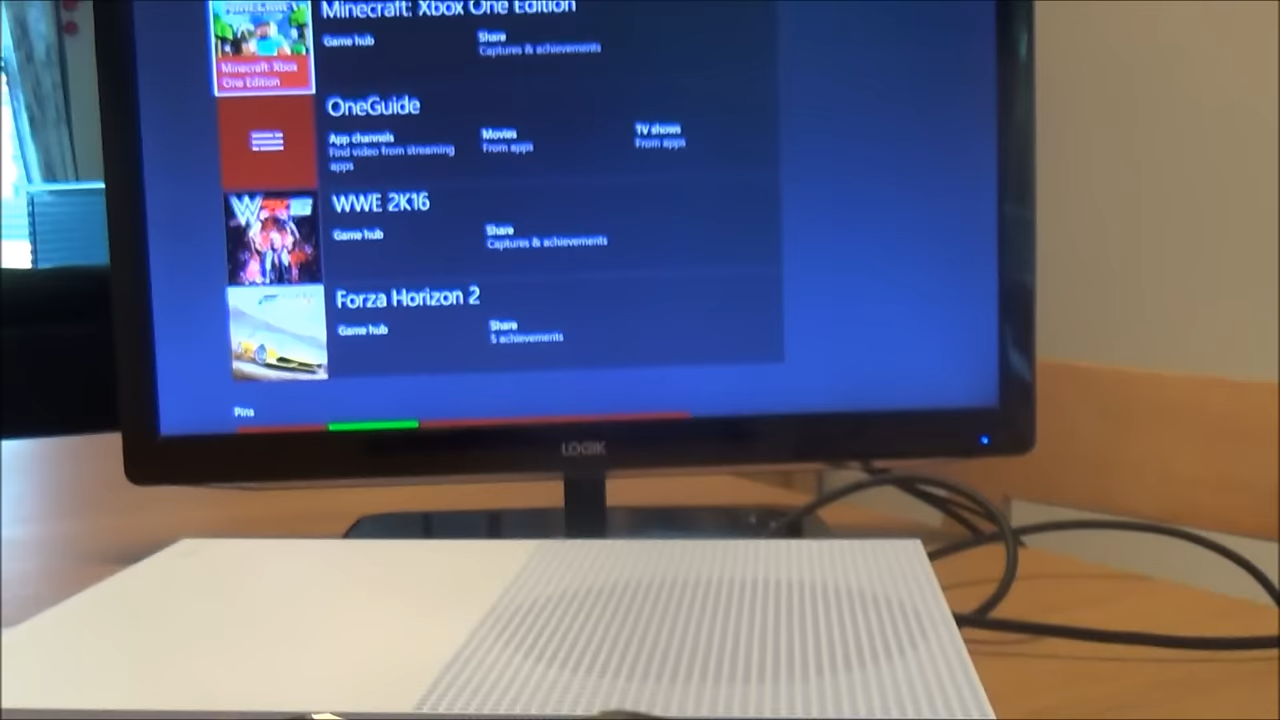 Minecraft: Xbox One Edition
Game hub
Share
Captures & achievements
Minecraft: Xbox
One Edition
OneGuide
App channels
Find video from streaming
apps
Movies
From apps
TV shows
From apps
WWE 2K16
Game hub
Share
Captures & achievements
Forza Horizon 2
Game hub
Share
5 achievements
Pins
LOGIK